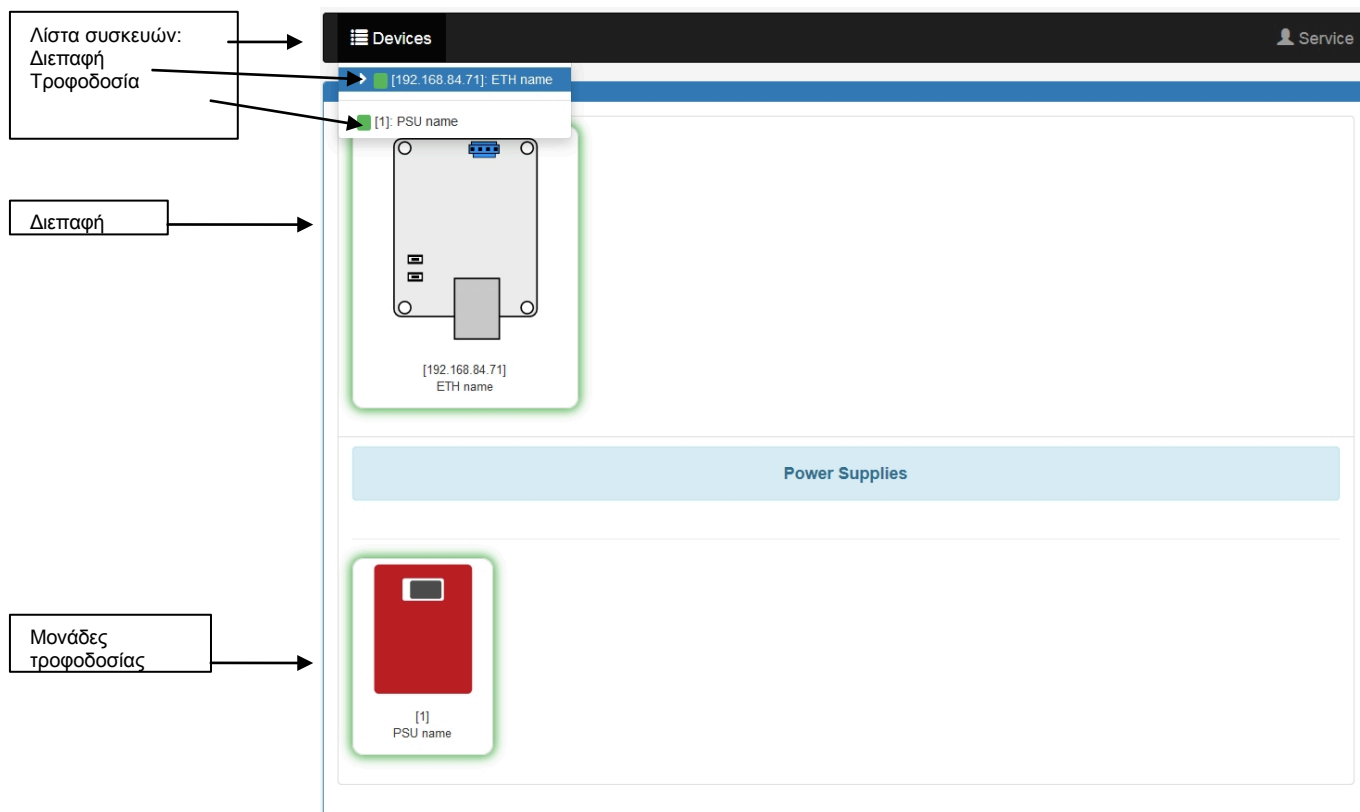 Λίστα συσκευών:
Διεπαφή
Τροφοδοσία
Devices
Service
[192.168.84.71]: ETH name
[1]: PSU name
Διεπαφή
[192.168.84.71]
ETH name
Power Supplies
Μονάδες
τροφοδοσίας
[1]
PSU name